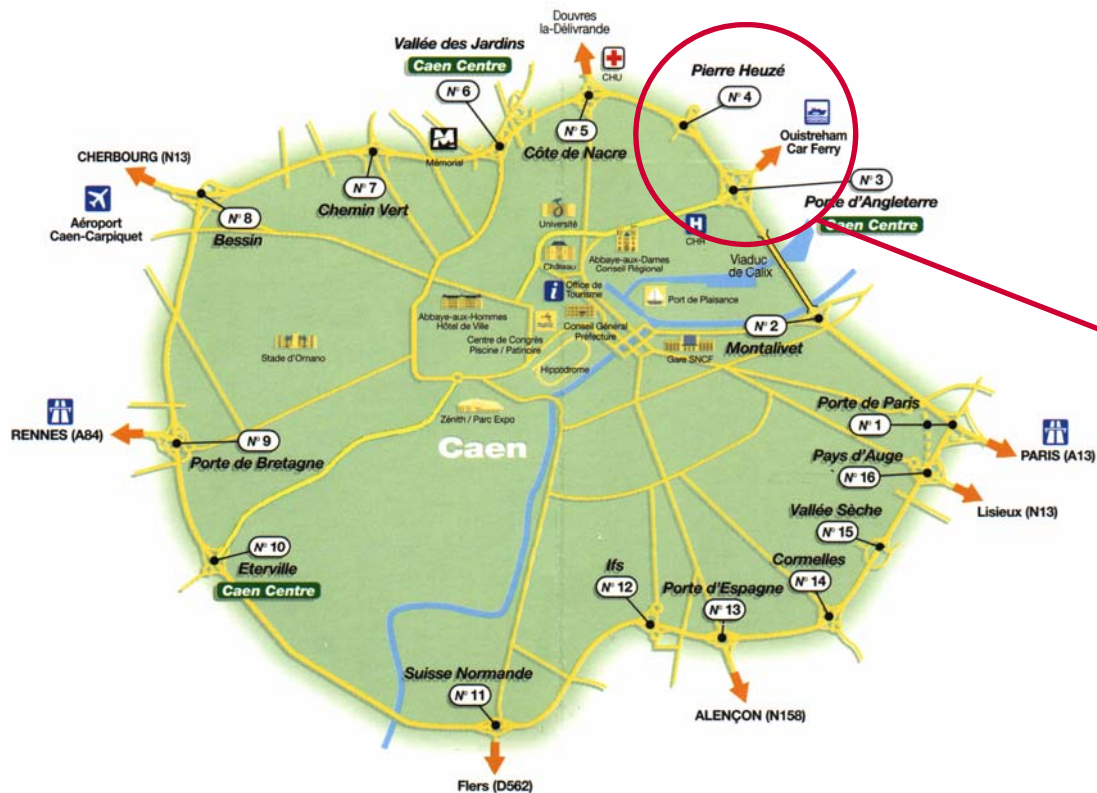 Douvres
la-Délivrande
CHU
Vallée des Jardins
Caen Centre
N° 6
Pierre Heuzé
N° 4
Ouistreham
Car Ferry
N° 5
Côte de Nacre
Mémorial
CHERBOURG (N13)
N° 7
Chemin Vert
N° 3
Porte d'Angleterre
Caen Centre
Aéroport
Caen-Carpiquet
N° 8
Bessin
Université
H
CHR
Château
Abbaye-aux-Dames
Conseil Régional
Viaduc
de Calix
i
Office de
Tourisme
Port de Plaisance
Abbaye-aux-Hommes
Hôtel de Ville
Conseil Général
Préfecture
Centre de Congrès
Piscine / Patinoire
N° 2
Montalivet
Stade d'Ornano
Hippodrome
Gare SNCF
Zénith / Parc Expo
Porte de Paris
N° 1
RENNES (A84)
N° 9
Porte de Bretagne
Caen
PARIS (A13)
Pays d'Auge
N° 16
Lisieux (N13)
Vallée Sèche
N° 15
N° 10
Eterville
Caen Centre
Ifs
N° 12
Porte d'Espagne
N° 13
Cormelles
N° 14
Suisse Normande
N° 11
ALENÇON (N158)
Flers (D562)